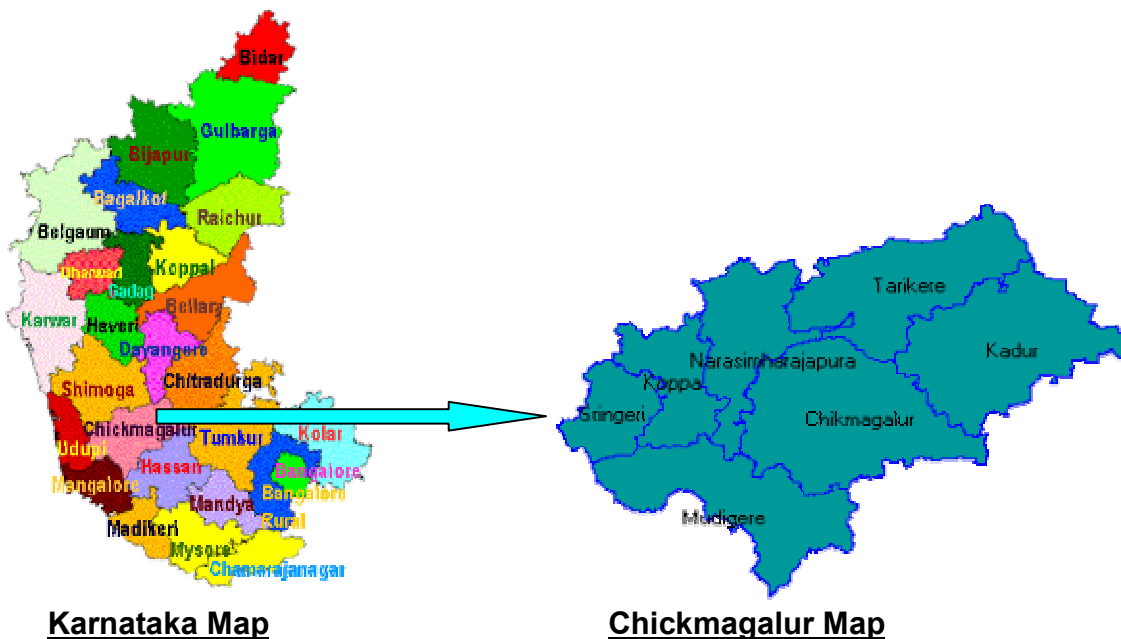 Bidar
Gulbarga
Bijapur
Bagalkot
Raichur
Belgaum
Koppal
Dharwad
Gadag
Bellary
Karwar
Haveri
Davangere
Shimoga
Chitradurga
Chickmagalur
Udupi
Tumkur
Kolar
Hassan
Bangalore
Mangalore
Bangalore
Rural
Mandya
Madikeri
Mysore
Chamarajanagar
Karnataka Map
Tarikere
Kadur
Narasimharajapura
Koppa
Sringeri
Chikmagalur
Mudigere
Chickmagalur Map